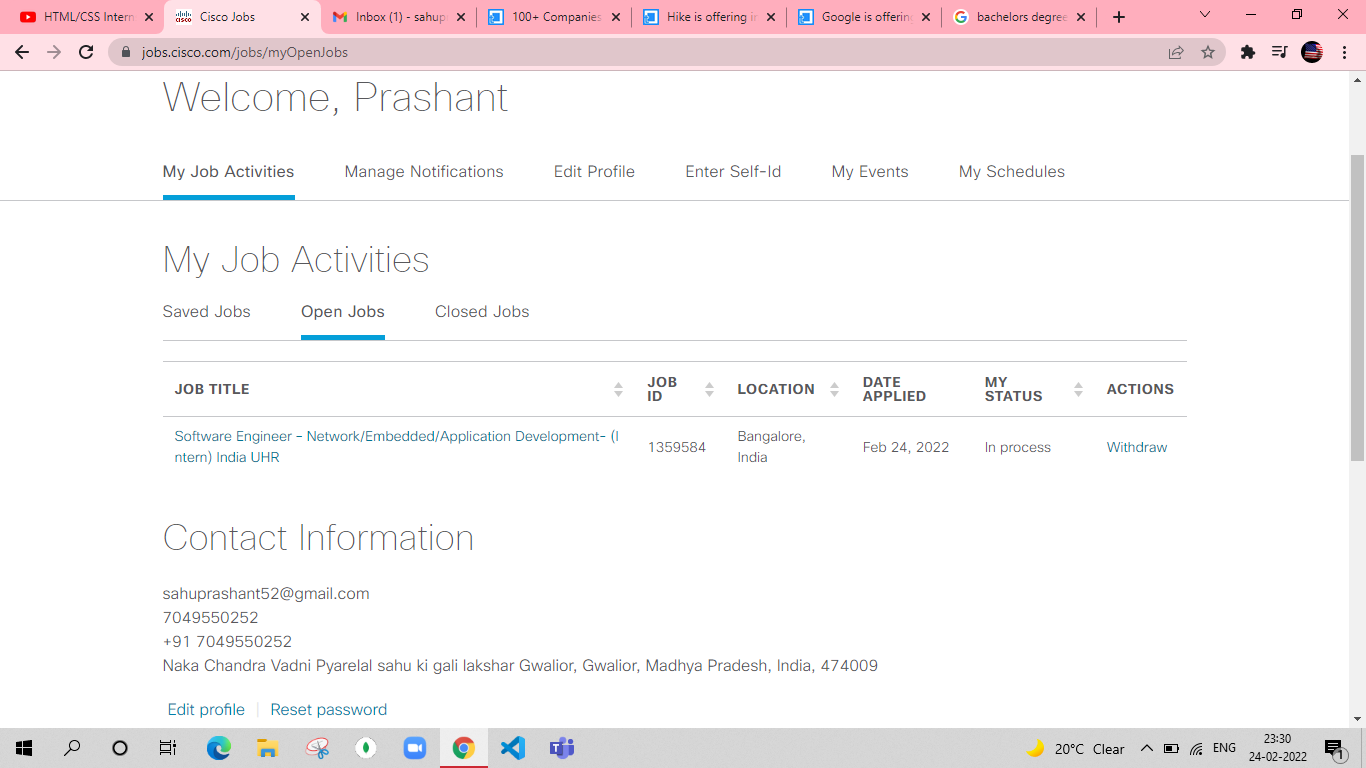 HTML/CSS Intern
Cisco Jobs
Inbox (1) - sahup
100+ Companies
Hike is offering in
Google is offering
bachelors degree
jobs.cisco.com/jobs/myOpenJobs
Welcome, Prashant
My Job Activities Manage Notifications Edit Profile Enter Self-Id My Events My Schedules
My Job Activities
Saved Jobs Open Jobs Closed Jobs
JOB TITLE
JOB
ID
LOCATION
DATE
APPLIED
MY
STATUS
ACTIONS
Software Engineer - Network/Embedded/Application Development- (I
ntern) India UHR
1359584
Bangalore,
India
Feb 24, 2022
In process
Withdraw
Contact Information
sahuprashant52@gmail.com
7049550252
+91 7049550252
Naka Chandra Vadni Pyarelal sahu ki gali lakshar Gwalior, Gwalior, Madhya Pradesh, India, 474009
Edit profile Reset password
20°C Clear
ENG
23:30
24-02-2022
1